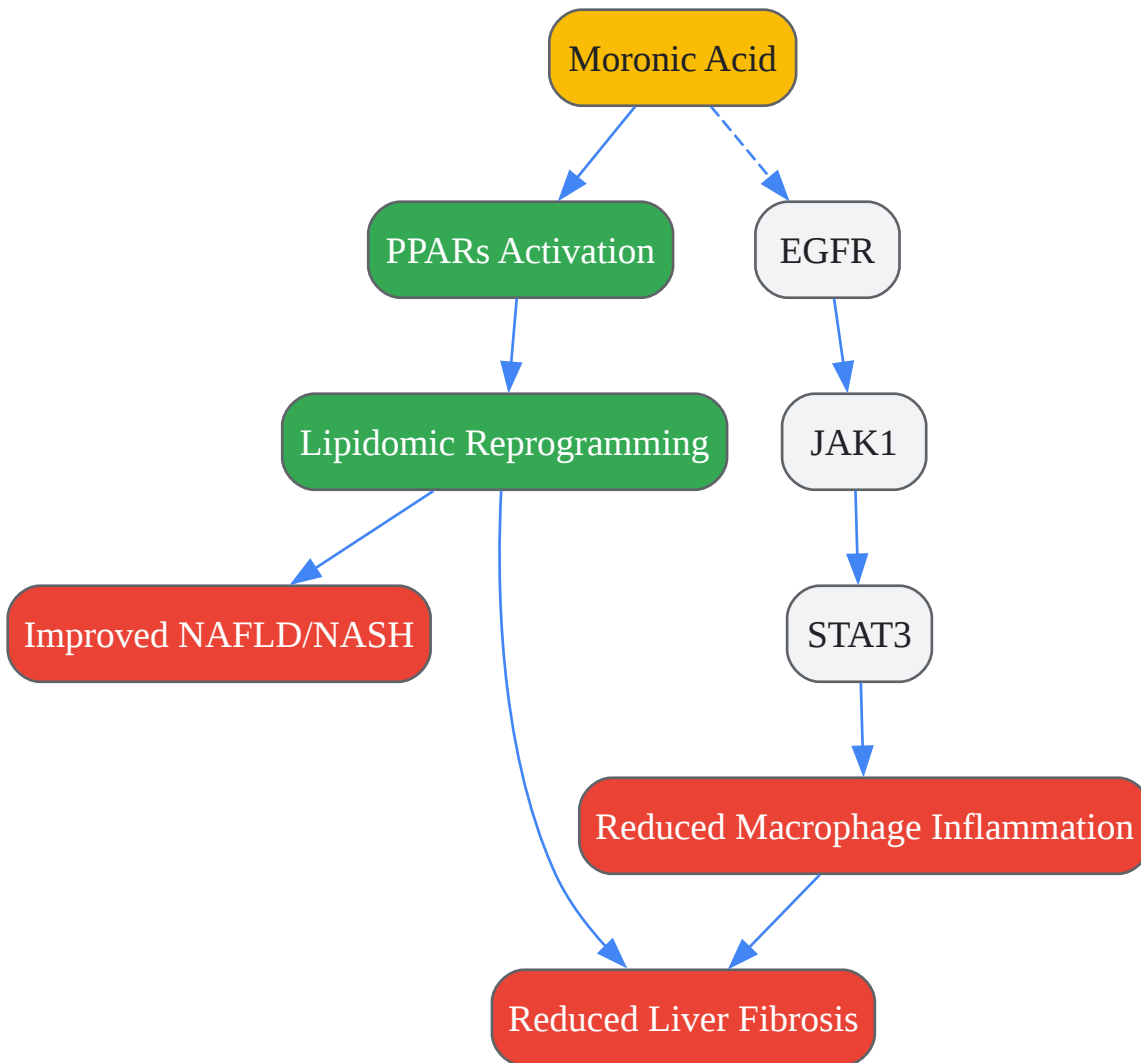 Moronic Acid
PPARs Activation
EGFR
Lipidomic Reprogramming
JAK1
Improved NAFLD/NASH
STAT3
Reduced Macrophage Inflammation
Reduced Liver Fibrosis